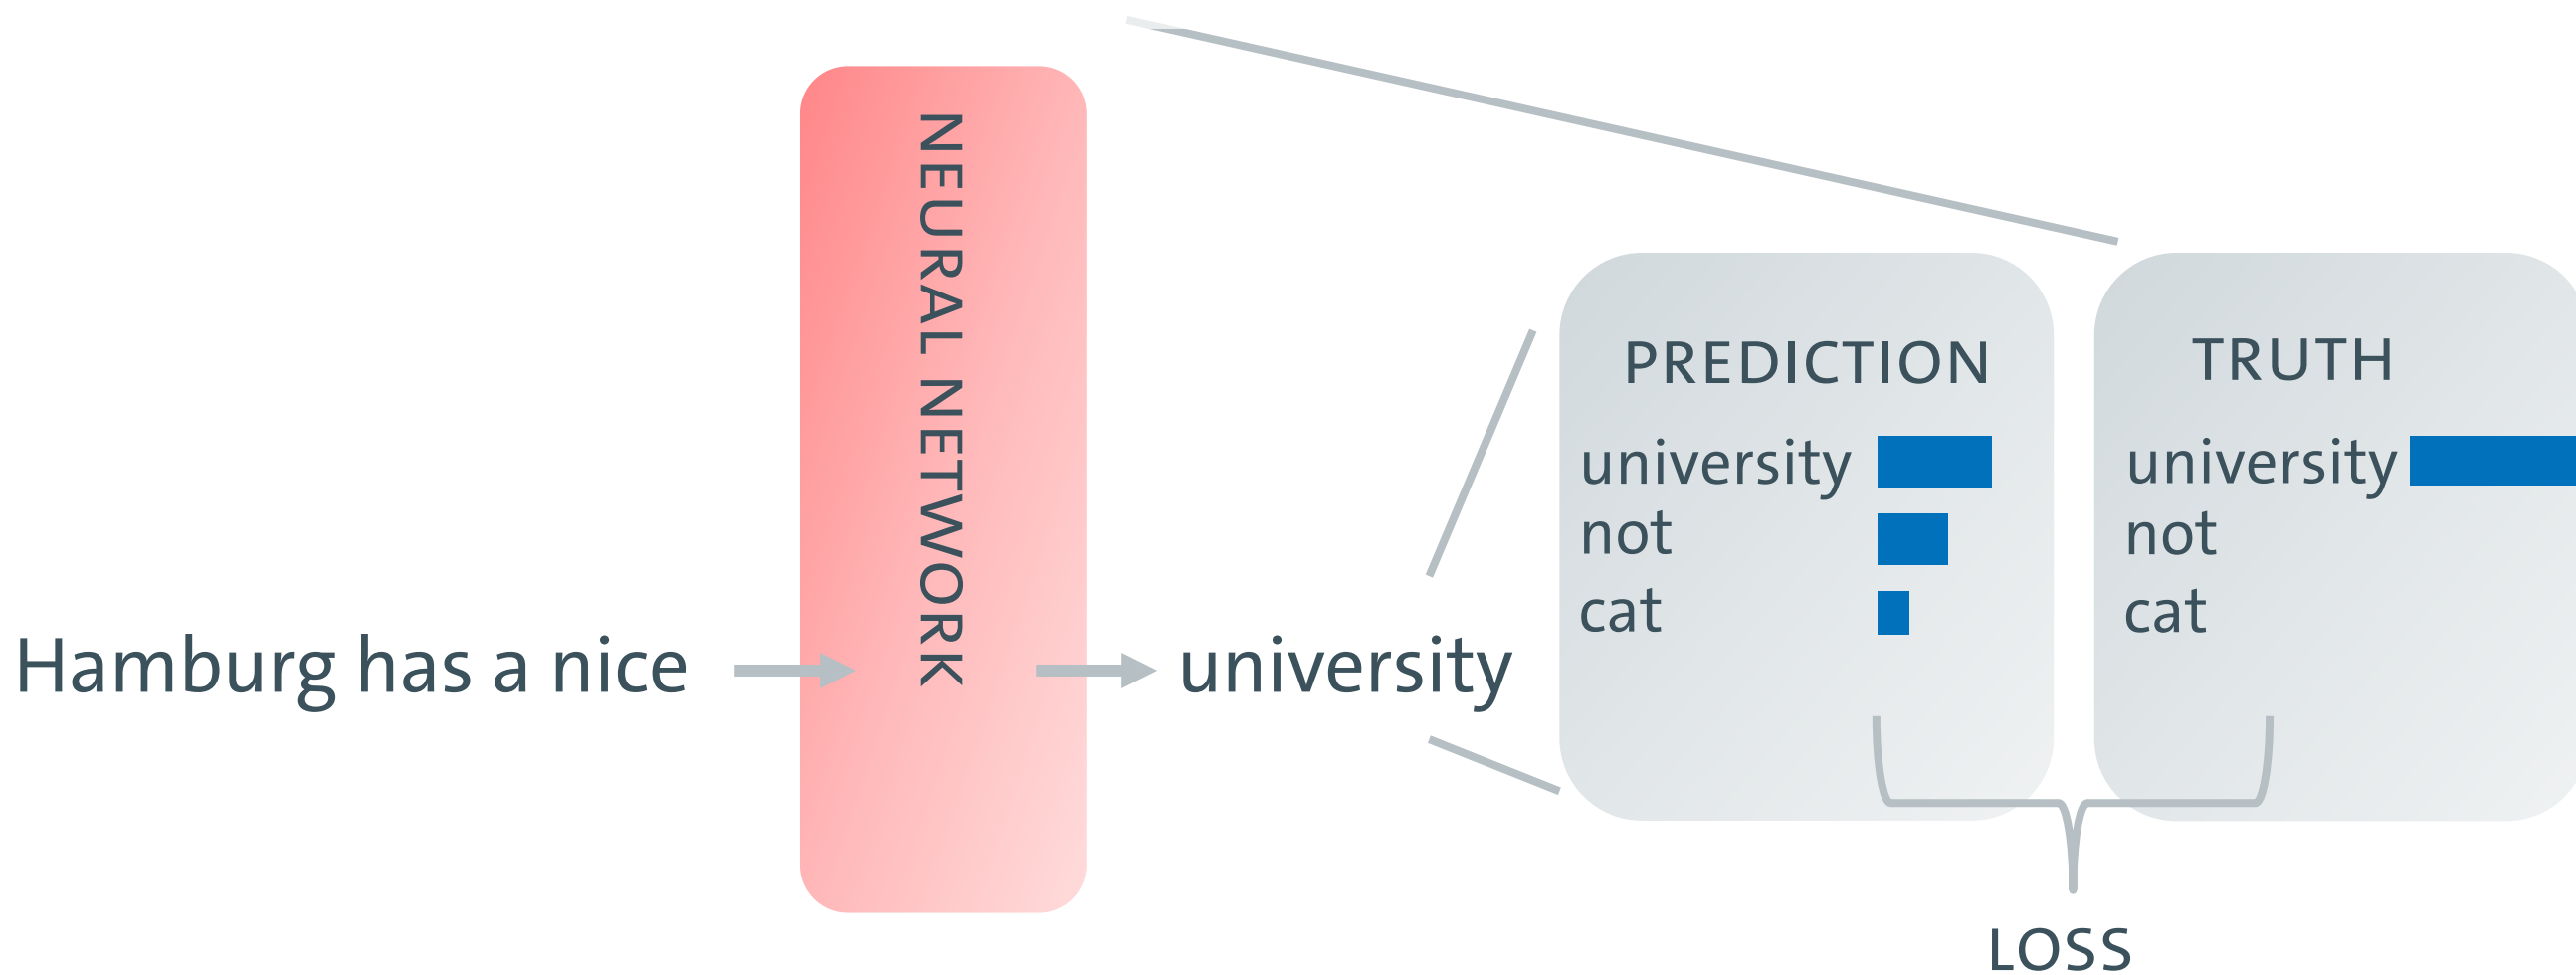 NEURAL NETWORK
Hamburg has a nice
university
PREDICTION
university
not
cat
TRUTH
university
not
cat
LOSS